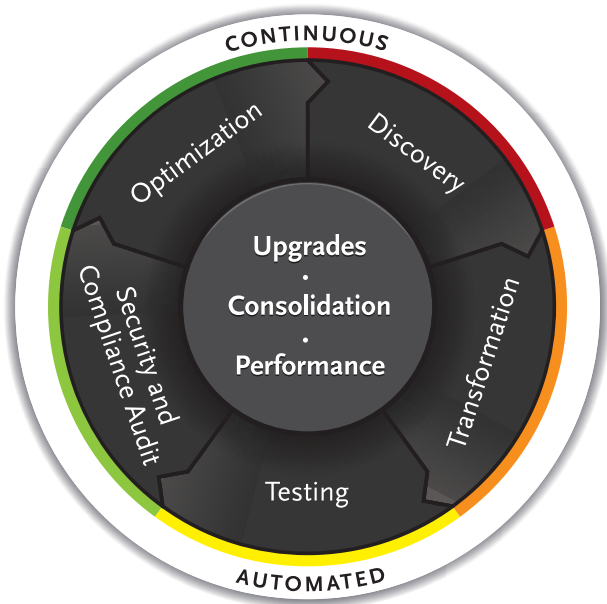 CONTINUOUS
Optimization
Discovery
Upgrades
·
Consolidation
·
Performance
Transformation
Security and
Compliance Audit
Testing
AUTOMATED